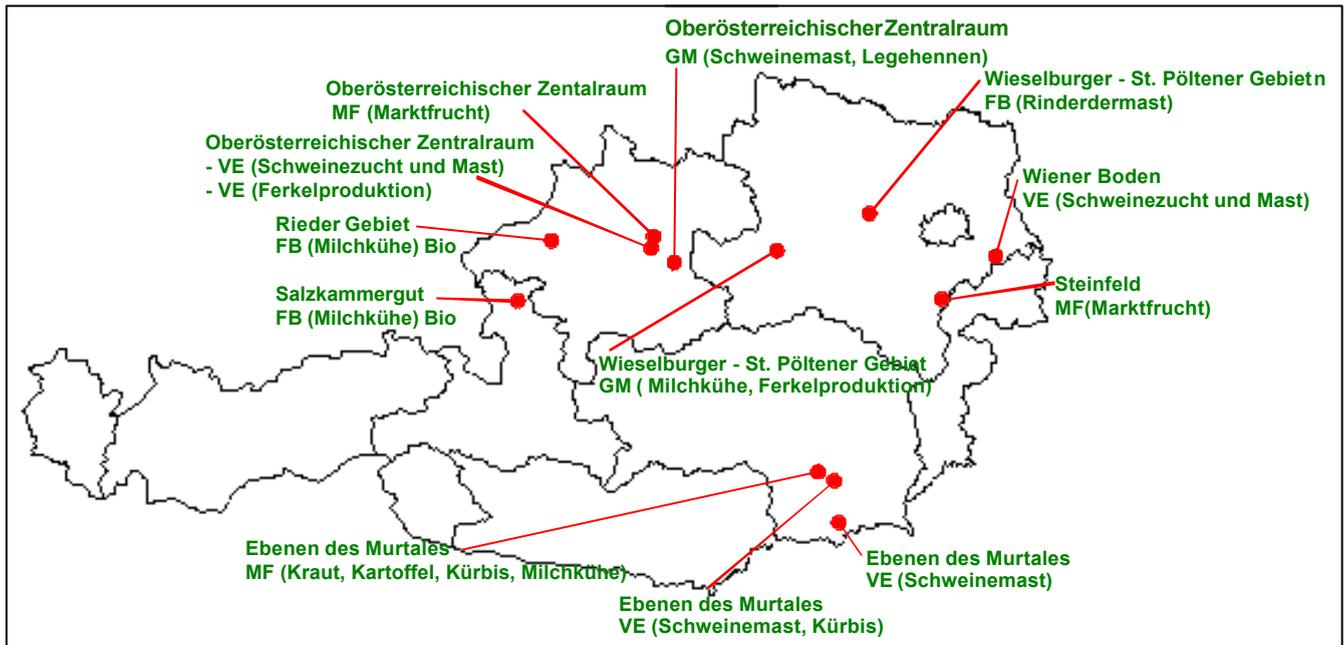 Oberösterreichischer Zentralraum
GM (Schweinemast, Legehennen)
Wieselburger - St. Pöltener Gebietn
FB (Rinderdermast)
Oberösterreichischer Zentalraum
MF (Marktfrucht)
Oberösterreichischer Zentralraum
- VE (Schweinezucht und Mast)
- VE (Ferkelproduktion)
Wiener Boden
VE (Schweinezucht und Mast)
Rieder Gebiet
FB (Milchkühe) Bio
Salzkammergut
FB (Milchkühe) Bio
Steinfeld
MF(Marktfrucht)
Wieselburger - St. Pöltener Gebiet
GM ( Milchkühe, Ferkelproduktion)
Ebenen des Murtales
MF (Kraut, Kartoffel, Kürbis, Milchkühe)
Ebenen des Murtales
VE (Schweinemast)
Ebenen des Murtales
VE (Schweinemast, Kürbis)